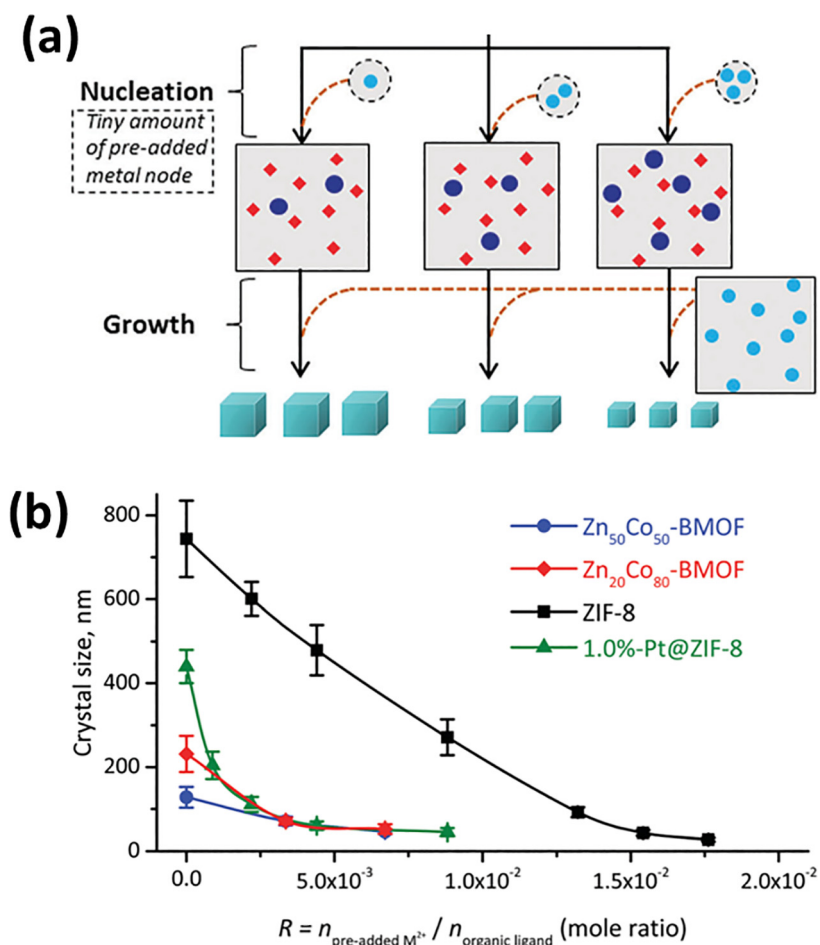 (a)
Nucleation
Tiny amount
of pre-added
metal node
Growth
(b)
Crystal size, nm
800
600
400
200
0
Zn₅₀Co₅₀-BMOF
Zn₂₀Co₈₀-BMOF
ZIF-8
1.0%-Pt@ZIF-8
0.0 5.0x10⁻³ 1.0x10⁻² 1.5x10⁻² 2.0x10⁻²
R = n pre-added M²⁺ / n organic ligand (mole ratio)